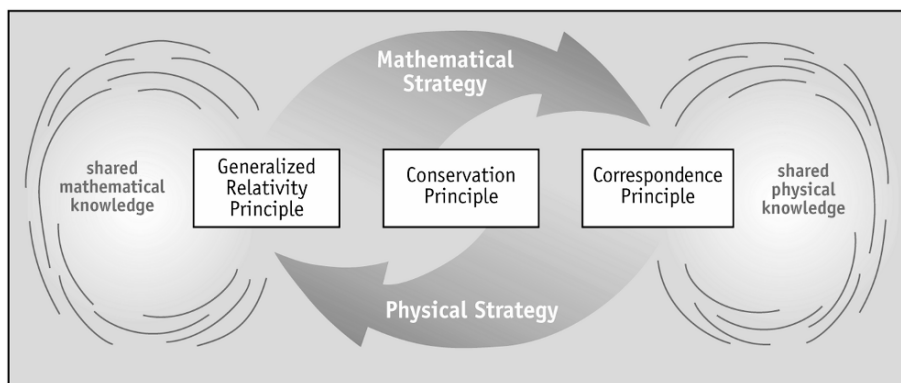 Mathematical
Strategy
shared
mathematical
knowledge
Generalized
Relativity
Principle
Conservation
Principle
Correspondence
Principle
shared
physical
knowledge
Physical Strategy